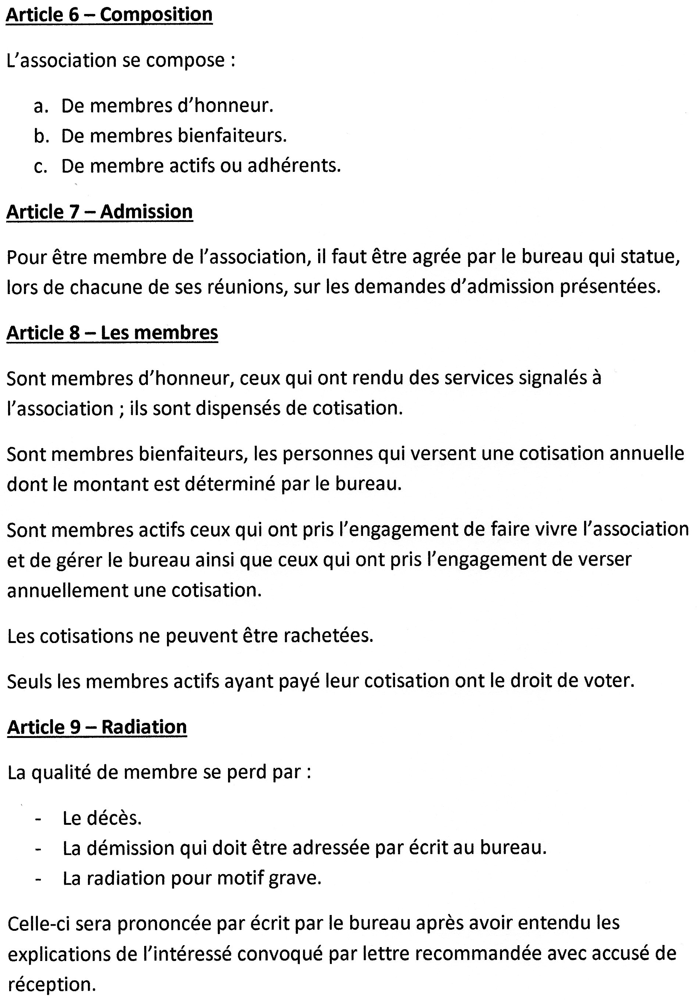 Article 6 – Composition
L’association se compose :
a. De membres d’honneur.
b. De membres bienfaiteurs.
c. De membre actifs ou adhérents.
Article 7 – Admission
Pour être membre de l’association, il faut être agrée par le bureau qui statue,
lors de chacune de ses réunions, sur les demandes d’admission présentées.
Article 8 – Les membres
Sont membres d’honneur, ceux qui ont rendu des services signalés à
l’association ; ils sont dispensés de cotisation.
Sont membres bienfaiteurs, les personnes qui versent une cotisation annuelle
dont le montant est déterminé par le bureau.
Sont membres actifs ceux qui ont pris l’engagement de faire vivre l’association
et de gérer le bureau ainsi que ceux qui ont pris l’engagement de verser
annuellement une cotisation.
Les cotisations ne peuvent être rachetées.
Seuls les membres actifs ayant payé leur cotisation ont le droit de voter.
Article 9 – Radiation
La qualité de membre se perd par :
- Le décès.
- La démission qui doit être adressée par écrit au bureau.
- La radiation pour motif grave.
Celle-ci sera prononcée par écrit par le bureau après avoir entendu les
explications de l’intéressé convoqué par lettre recommandée avec accusé de
réception.